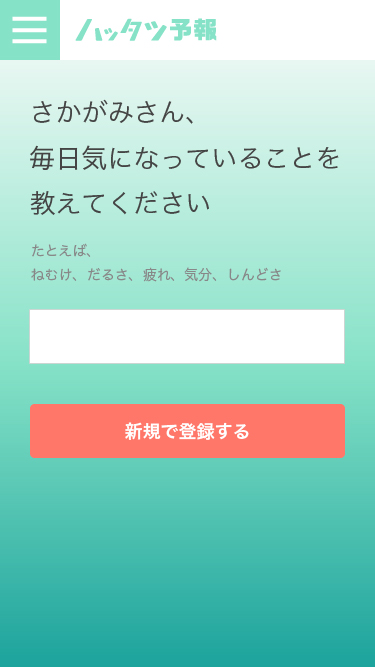 ハッタツ予報
さかがみさん、
毎日気になっていることを
教えてください
たとえば、
ねむけ、だるさ、疲れ、気分、しんどさ
新規で登録する